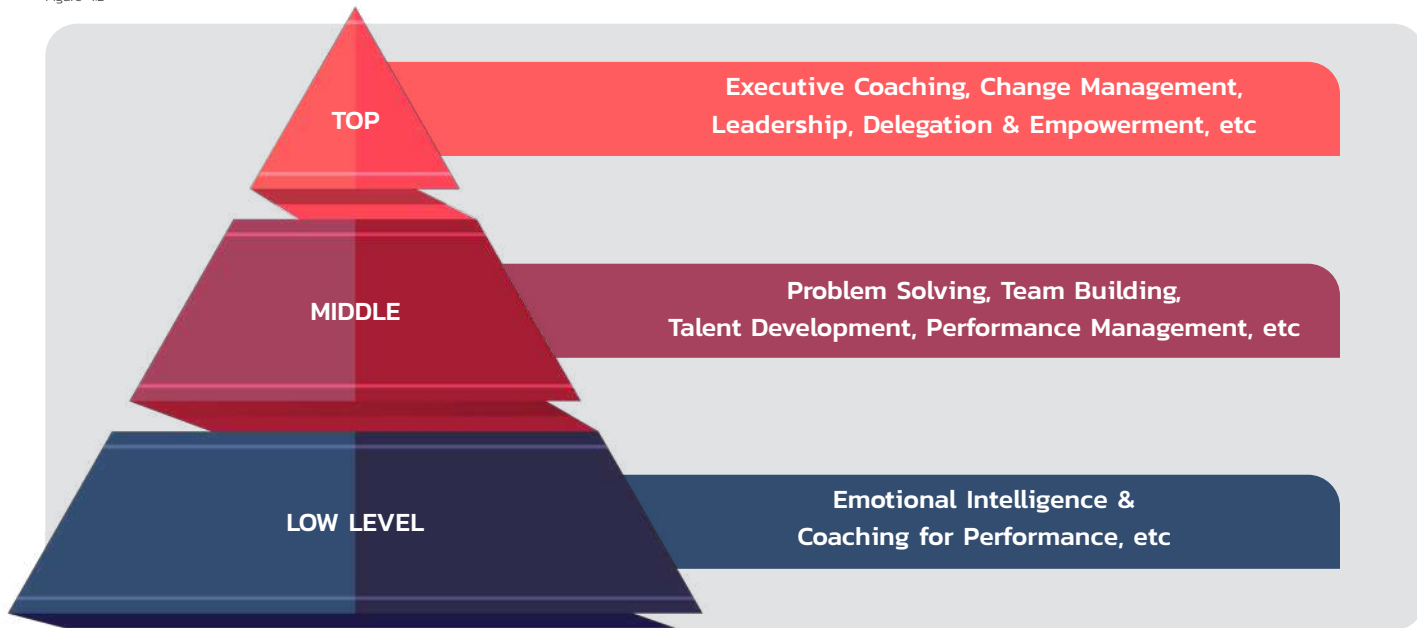 TOP
Executive Coaching, Change Management,
Leadership, Delegation & Empowerment, etc
MIDDLE
Problem Solving, Team Building,
Talent Development, Performance Management, etc
LOW LEVEL
Emotional Intelligence &
Coaching for Performance, etc